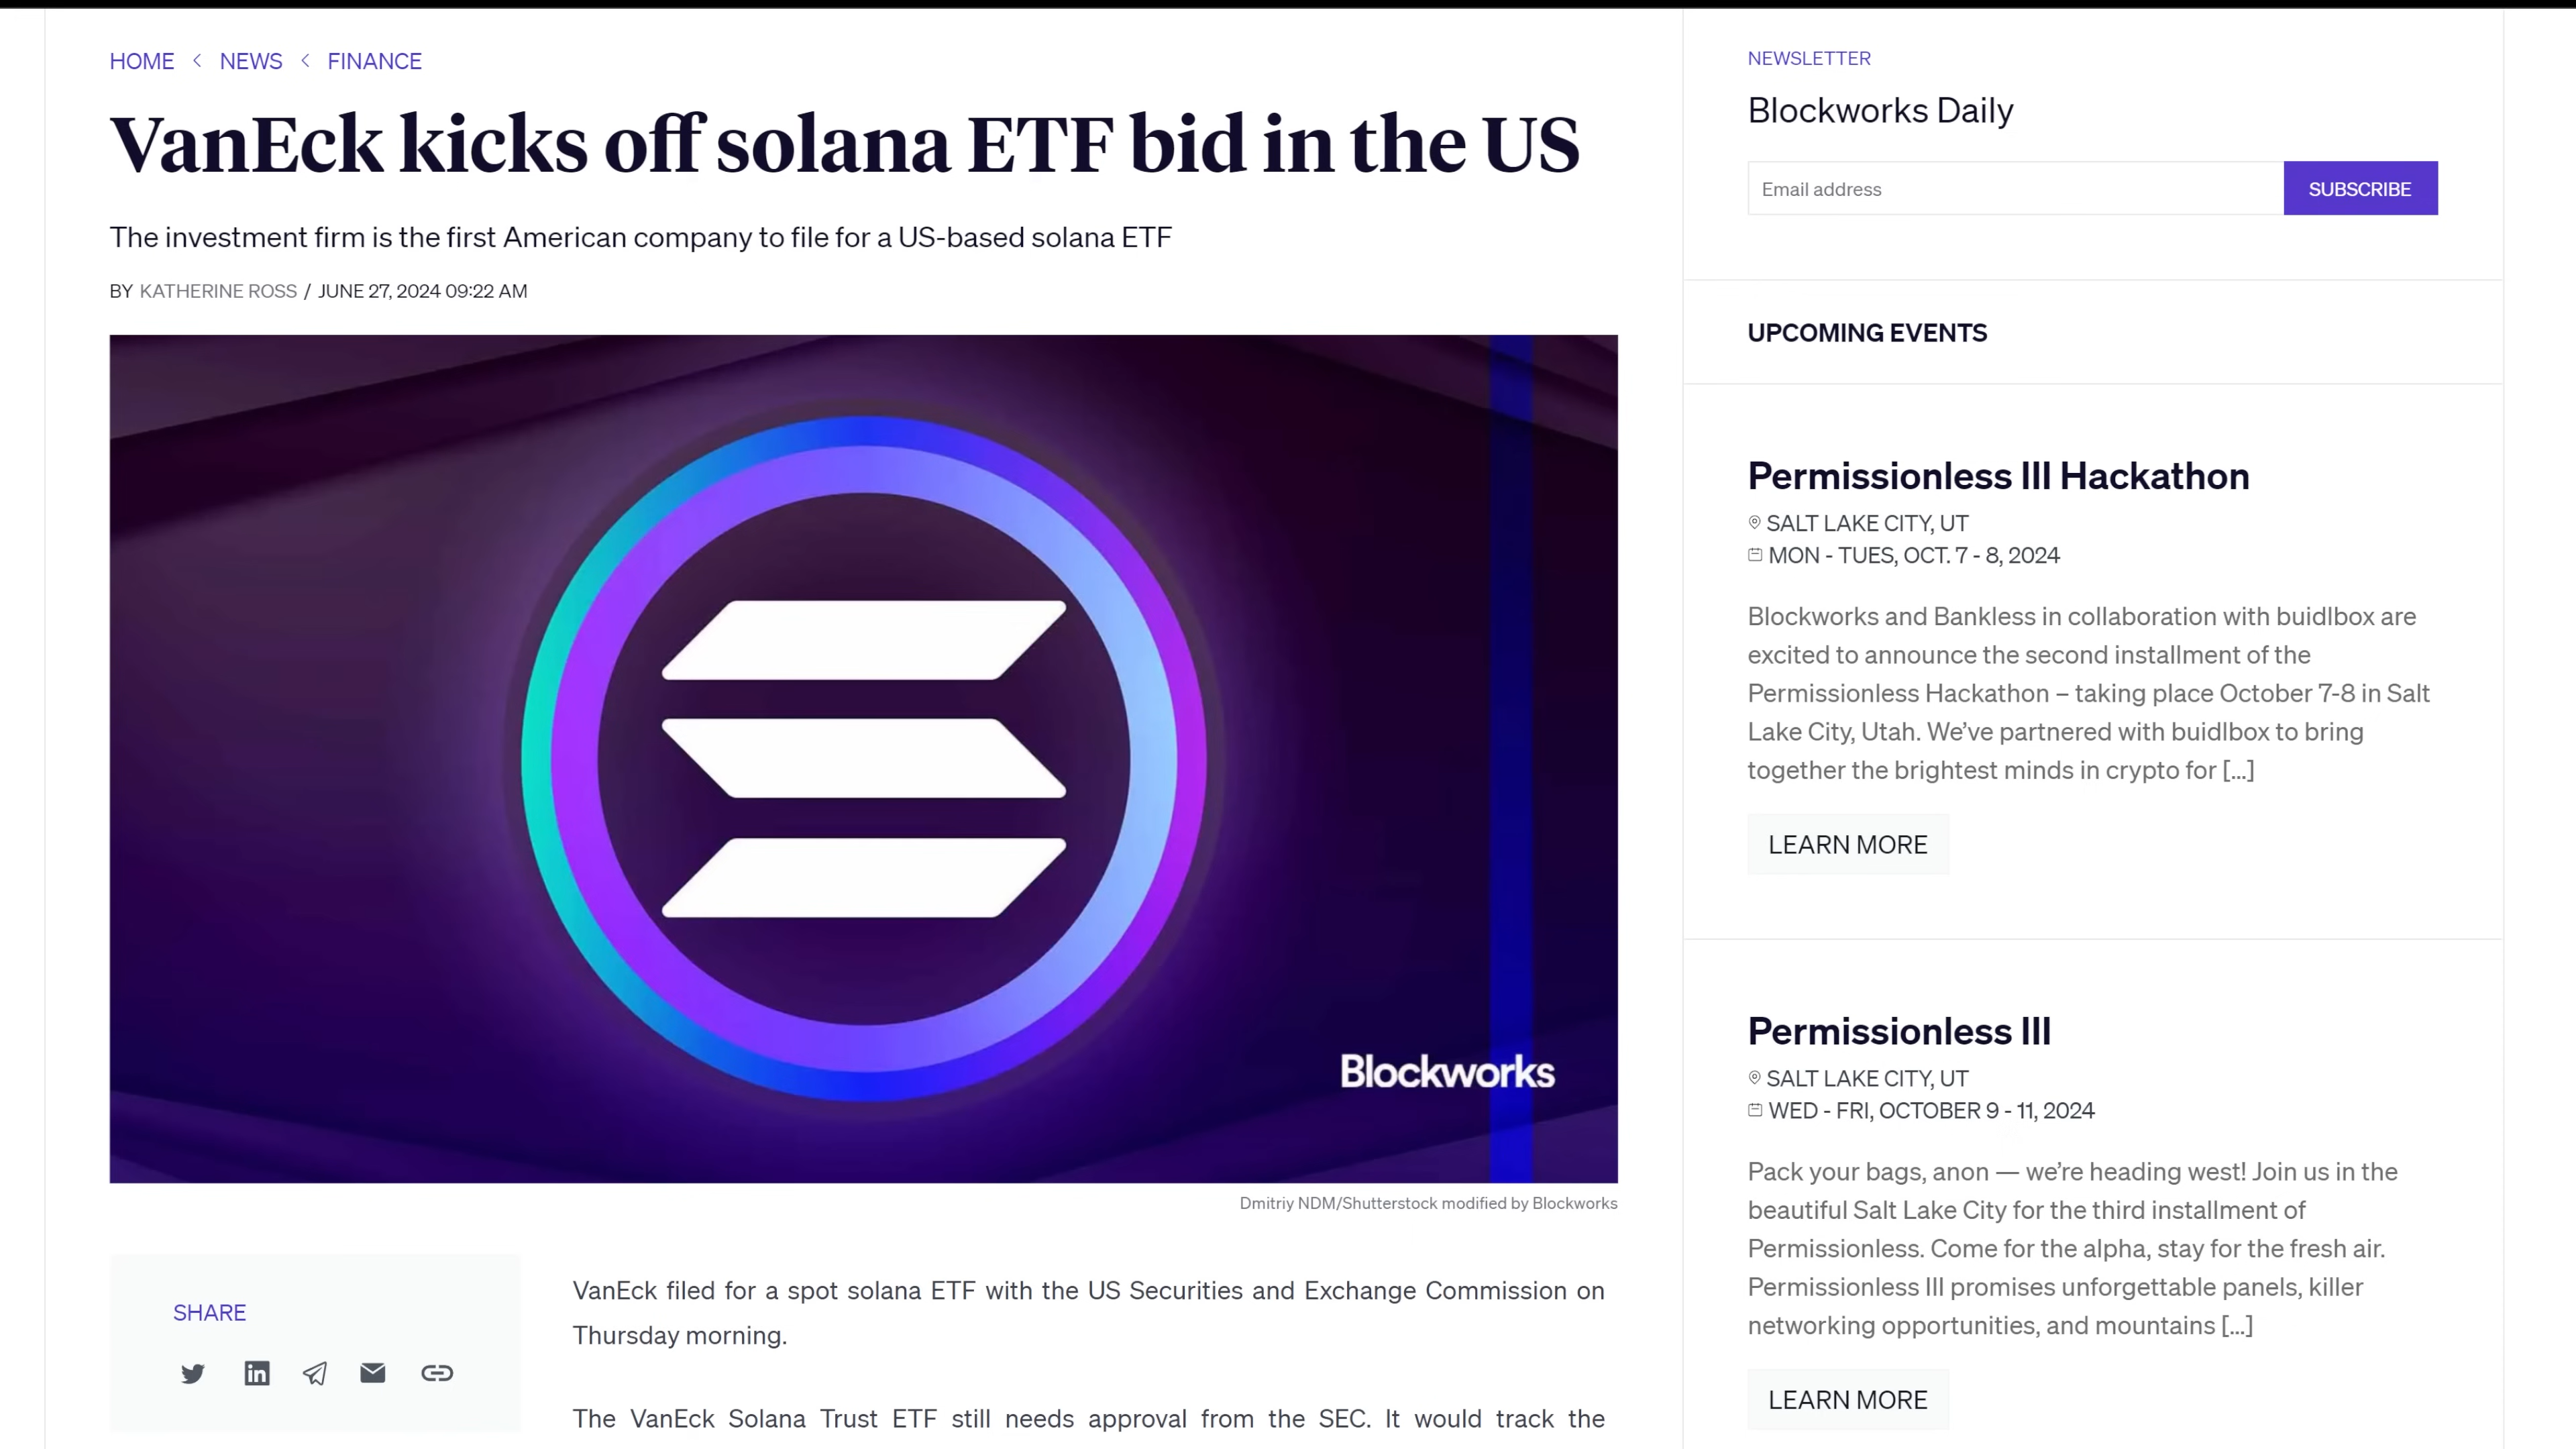 HOME < NEWS < FINANCE
VanEck kicks off solana ETF bid in the US
The investment firm is the first American company to file for a US-based solana ETF
BY KATHERINE ROSS / JUNE 27, 2024 09:22 AM
Blockworks
Dmitriy NDM/Shutterstock modified by Blockworks
SHARE
VanEck filed for a spot solana ETF with the US Securities and Exchange Commission on
Thursday morning.
The VanEck Solana Trust ETF still needs approval from the SEC. It would track the
NEWSLETTER
Blockworks Daily
Email address
SUBSCRIBE
UPCOMING EVENTS
Permissionless III Hackathon
SALT LAKE CITY, UT
MON - TUES, OCT. 7 - 8, 2024
Blockworks and Bankless in collaboration with buidlbox are
excited to announce the second installment of the
Permissionless Hackathon – taking place October 7-8 in Salt
Lake City, Utah. We’ve partnered with buidlbox to bring
together the brightest minds in crypto for […]
LEARN MORE
Permissionless III
SALT LAKE CITY, UT
WED - FRI, OCTOBER 9 - 11, 2024
Pack your bags, anon — we’re heading west! Join us in the
beautiful Salt Lake City for the third installment of
Permissionless. Come for the alpha, stay for the fresh air.
Permissionless III promises unforgettable panels, killer
networking opportunities, and mountains […]
LEARN MORE